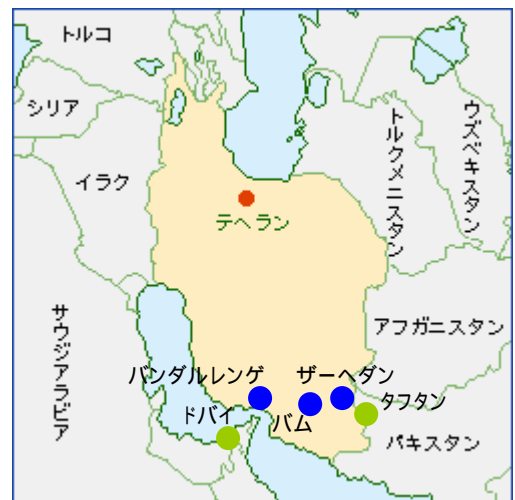 トルコ
シリア
イラク
トルクメニスタン
ウズベキスタン
テヘラン
サウジアラビア
アフガニスタン
バンダルレンゲ
ザーヘダン
ドバイ
バム
タフタン
パキスタン